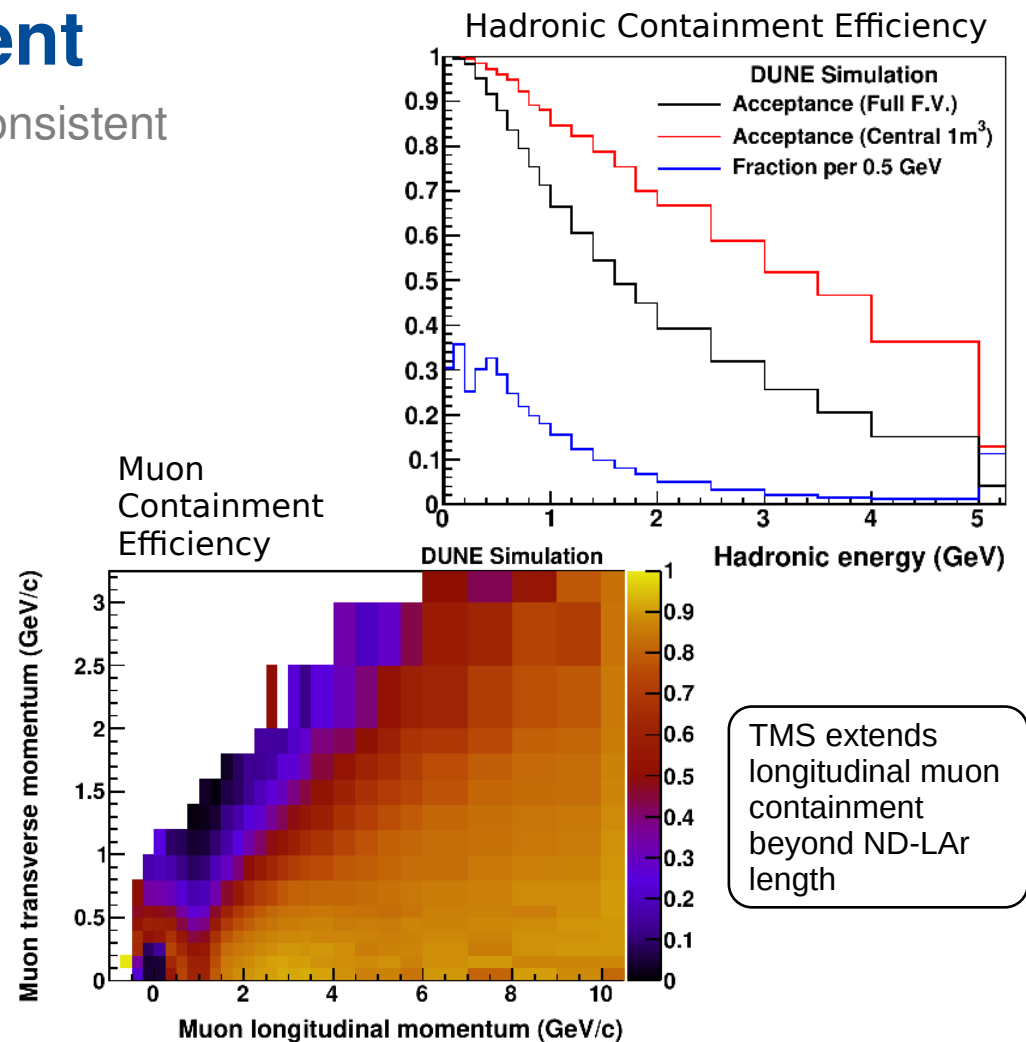 ent
onsistent
Hadronic Containment Efficiency
DUNE Simulation
Acceptance (Full F.V.)
Acceptance (Central 1m³)
Fraction per 0.5 GeV
1
0.9
0.8
0.7
0.6
0.5
0.4
0.3
0.2
0.1
0
0 1 2 3 4 5
Hadronic energy (GeV)
Muon
Containment
Efficiency
DUNE Simulation
Muon transverse momentum (GeV/c)
3
2.5
2
1.5
1
0.5
0
0 2 4 6 8 10
Muon longitudinal momentum (GeV/c)
1
0.9
0.8
0.7
0.6
0.5
0.4
0.3
0.2
0.1
0
TMS extends
longitudinal muon
containment
beyond ND-LAr
length